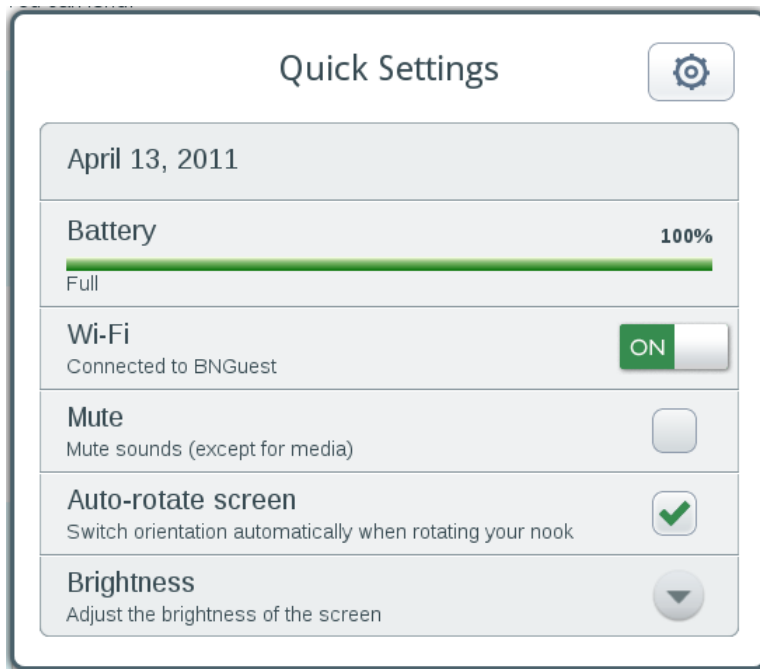 Quick Settings
April 13, 2011
Battery
100%
Full
Wi-Fi
Connected to BNGuest
ON
Mute
Mute sounds (except for media)
Auto-rotate screen
Switch orientation automatically when rotating your nook
Brightness
Adjust the brightness of the screen